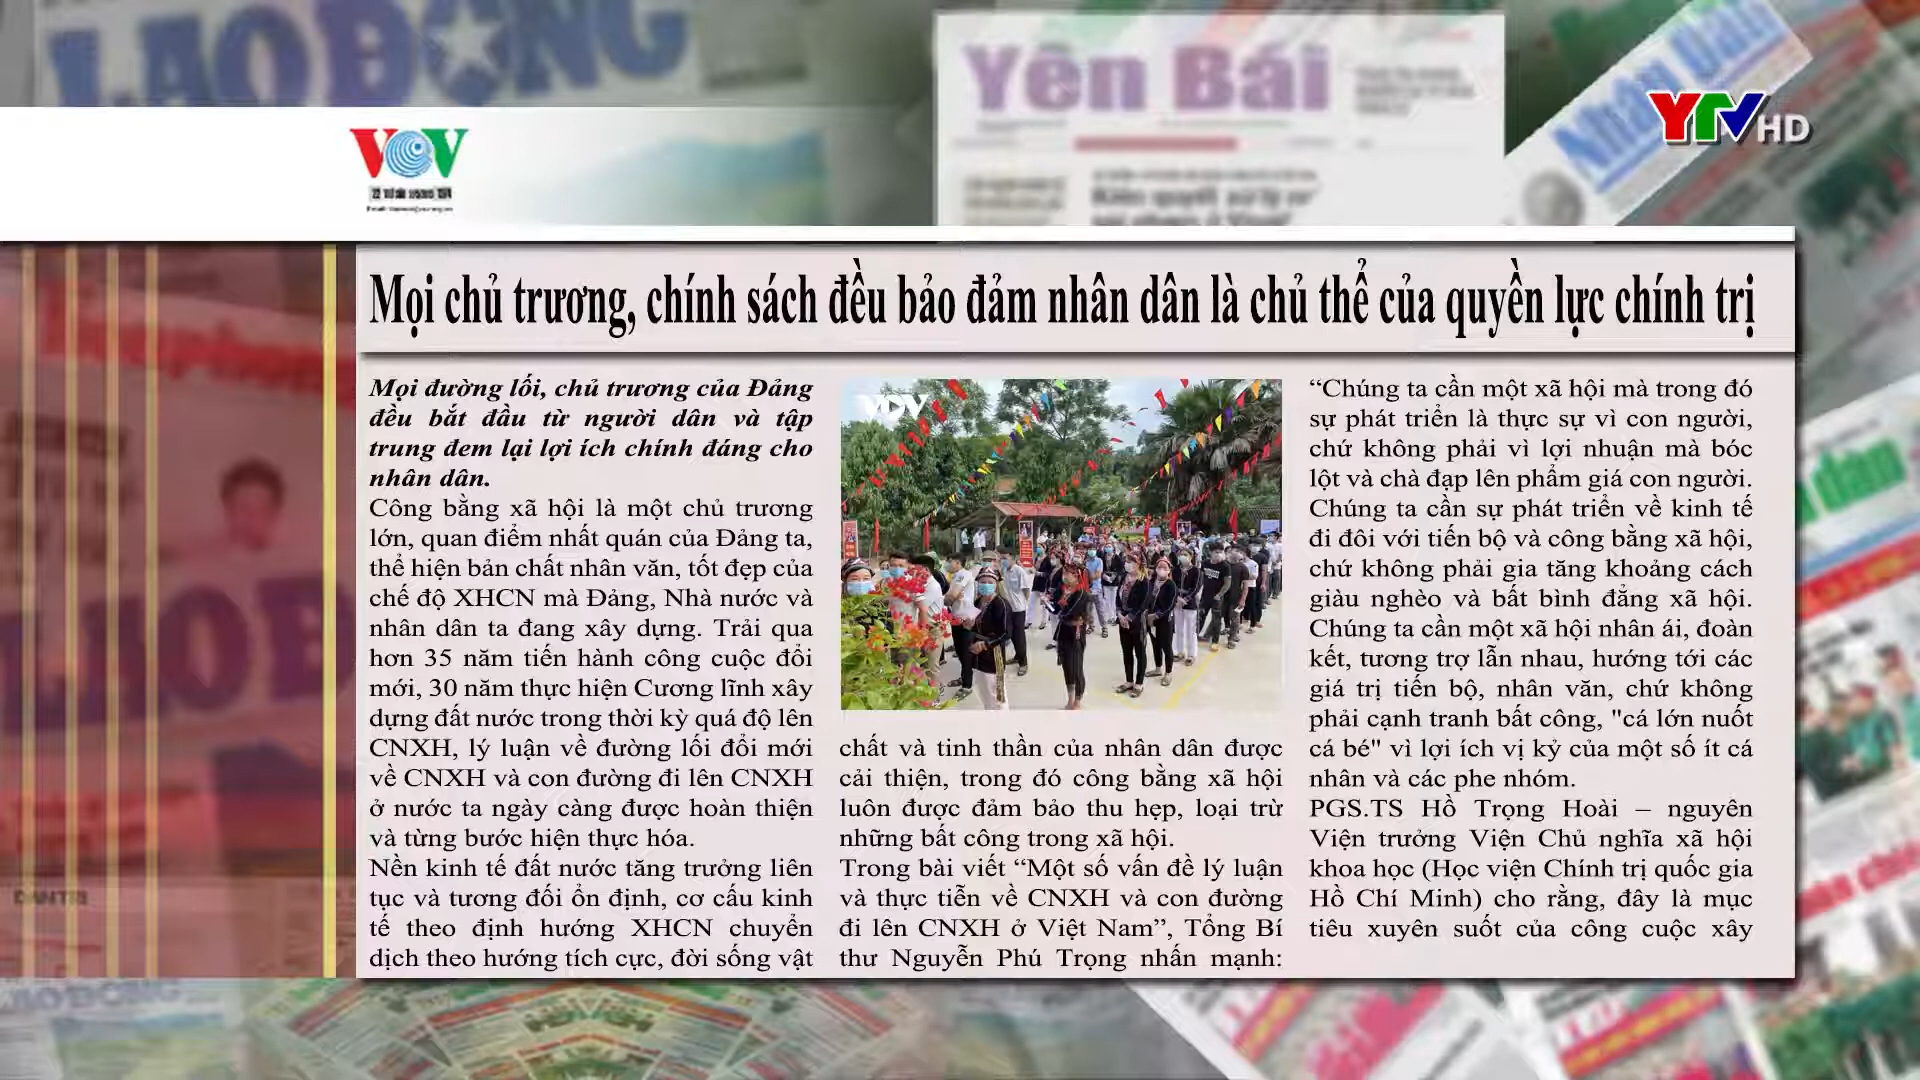 LAO ĐỘNG
Yên Bái
Nhân Dân
YTV HD
VOV
Mọi chủ trương, chính sách đều bảo đảm nhân dân là chủ thể của quyền lực chính trị
Mọi đường lối, chủ trương của Đảng
đều bắt đầu từ người dân và tập
trung đem lại lợi ích chính đáng cho
nhân dân.
Công bằng xã hội là một chủ trương
lớn, quan điểm nhất quán của Đảng ta,
thể hiện bản chất nhân văn, tốt đẹp của
chế độ XHCN mà Đảng, Nhà nước và
nhân dân ta đang xây dựng. Trải qua
hơn 35 năm tiến hành công cuộc đổi
mới, 30 năm thực hiện Cương lĩnh xây
dựng đất nước trong thời kỳ quá độ lên
CNXH, lý luận về đường lối đổi mới
về CNXH và con đường đi lên CNXH
ở nước ta ngày càng được hoàn thiện
và từng bước hiện thực hóa.
Nền kinh tế đất nước tăng trưởng liên
tục và tương đối ổn định, cơ cấu kinh
tế theo định hướng XHCN chuyển
dịch theo hướng tích cực, đời sống vật
VOV
chất và tinh thần của nhân dân được
cải thiện, trong đó công bằng xã hội
luôn được đảm bảo thu hẹp, loại trừ
những bất công trong xã hội.
Trong bài viết “Một số vấn đề lý luận
và thực tiễn về CNXH và con đường
đi lên CNXH ở Việt Nam”, Tổng Bí
thư Nguyễn Phú Trọng nhấn mạnh:
“Chúng ta cần một xã hội mà trong đó
sự phát triển là thực sự vì con người,
chứ không phải vì lợi nhuận mà bóc
lột và chà đạp lên phẩm giá con người.
Chúng ta cần sự phát triển về kinh tế
đi đôi với tiến bộ và công bằng xã hội,
chứ không phải gia tăng khoảng cách
giàu nghèo và bất bình đẳng xã hội.
Chúng ta cần một xã hội nhân ái, đoàn
kết, tương trợ lẫn nhau, hướng tới các
giá trị tiến bộ, nhân văn, chứ không
phải cạnh tranh bất công, "cá lớn nuốt
cá bé" vì lợi ích vị kỷ của một số ít cá
nhân và các phe nhóm.
PGS.TS Hồ Trọng Hoài – nguyên
Viện trưởng Viện Chủ nghĩa xã hội
khoa học (Học viện Chính trị quốc gia
Hồ Chí Minh) cho rằng, đây là mục
tiêu xuyên suốt của công cuộc xây
LAO ĐỘNG
DANTRI
LAO ĐỘNG